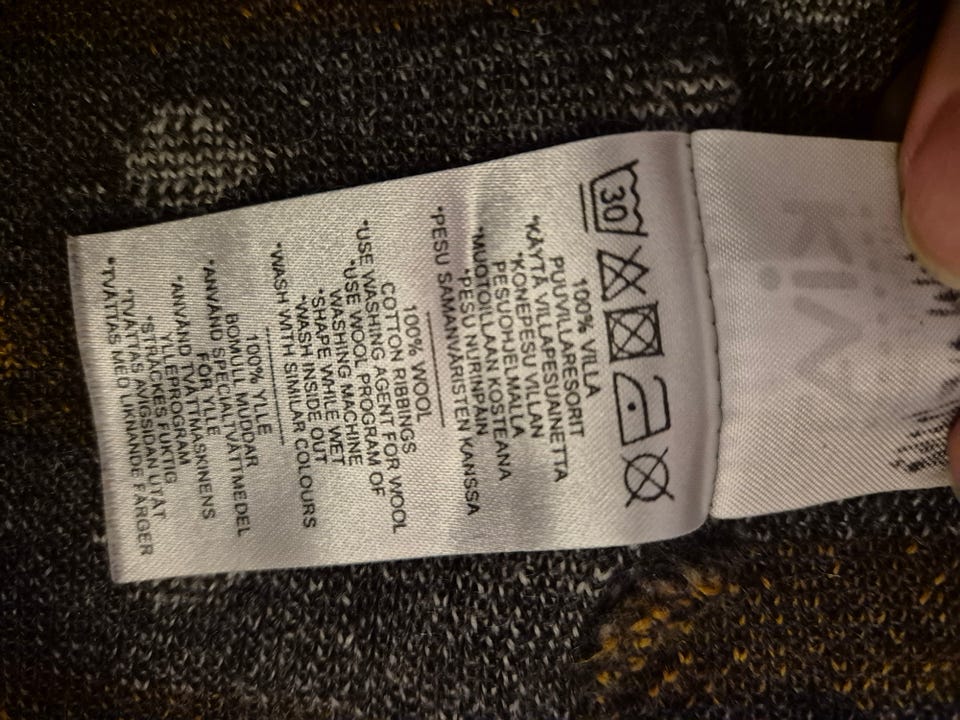 30
100% VILLA
PUUVILLARESORIT
*KÄYTÄ VILLAPESUAINETTA
*KONEPESU VILLAN
PESUOHJELMALLA
*MUOTOILLAAN KOSTEANA
*PESU NURINPÄIN
*PESU SAMANVÄRISTEN KANSSA
100% WOOL
COTTON RIBBINGS
*USE WASHING AGENT FOR WOOL
*USE WOOL PROGRAM OF
WASHING MACHINE
*SHAPE WHILE WET
*WASH INSIDE OUT
*WASH WITH SIMILAR COLOURS
100% YLLE
BOMULL MUDDAR
*ANVÄND SPECIALTVÄTTMEDEL
FÖR YLLE
*ANVÄND TVÄTTMASKINENS
YLLEPROGRAM
*STRÄCKES FUKTIG
*TVÄTTAS AVIGSIDAN UTÅT
*TVÄTTAS MED LIKNANDE FÄRGER